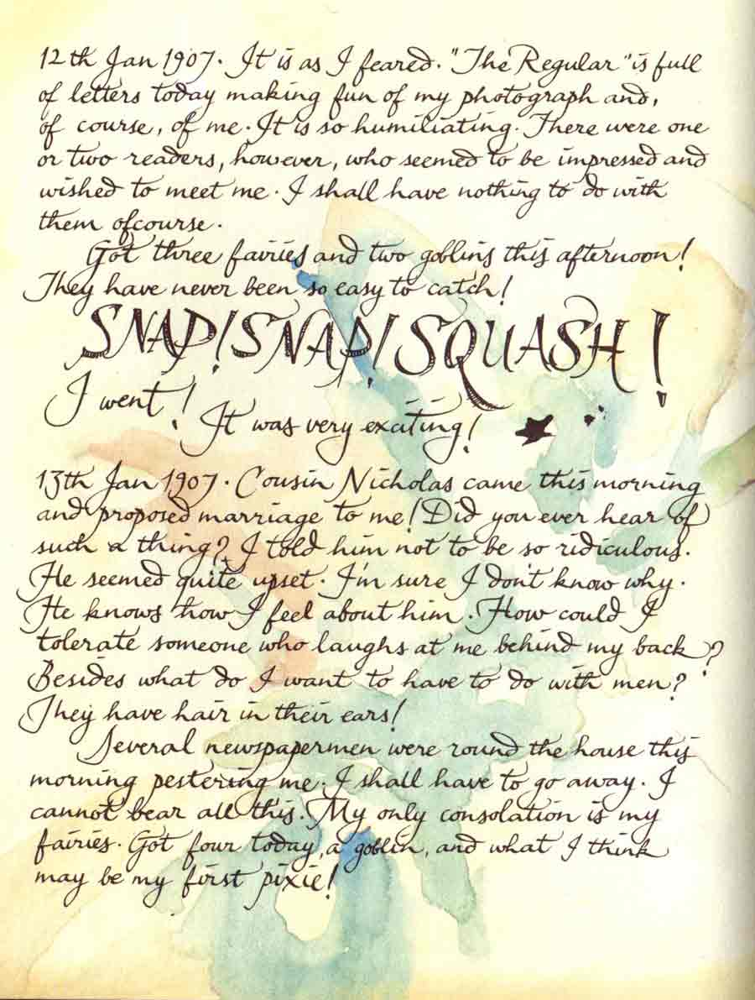 12th Jan 1907. It is as I feared. "The Regular" is full
of letters today making fun of my photograph and,
of course, of me. It is so humiliating. There were one
or two readers, however, who seemed to be impressed and
wished to meet me. I shall have nothing to do with
them ofcourse.
Got three fairies and two goblins this afternoon!
They have never been so easy to catch!
SNAP! SNAP! SQUASH!
I went!
It was very exciting!
13th Jan 1907. Cousin Nicholas came this morning
and proposed marriage to me! Did you ever hear of
such a thing? I told him not to be so ridiculous.
He seemed quite upset. I'm sure I don't know why.
He knows how I feel about him. How could I
tolerate someone who laughs at me behind my back?
Besides what do I want to have to do with men?
They have hair in their ears!
Several newspapermen were round the house this
morning pestering me. I shall have to go away. I
cannot bear all this. My only consolation is my
fairies. Got four today, a goblin, and what I think
may be my first pixie!